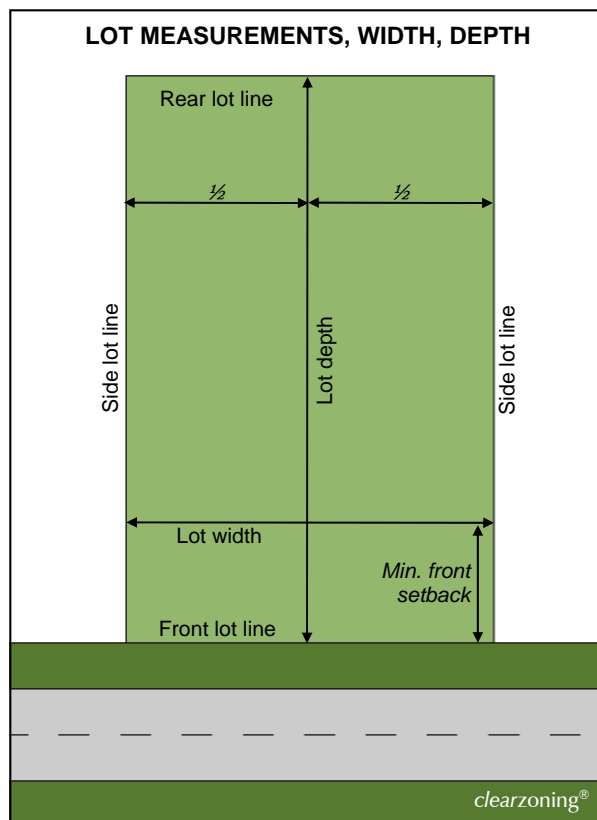 LOT MEASUREMENTS, WIDTH, DEPTH
Rear lot line
½ ½
Side lot line
Lot depth
Side lot line
Lot width
Min. front
setback
Front lot line
clearzoning®